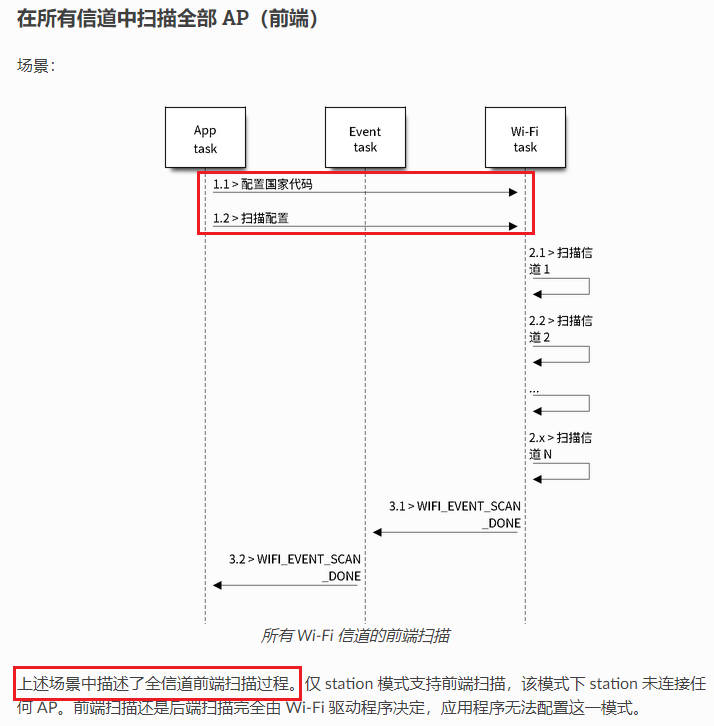 在所有信道中扫描全部 AP（前端）
场景：
App
task
Event
task
Wi-Fi
task
1.1 > 配置国家代码
1.2 > 扫描配置
2.1 > 扫描信
道 1
2.2 > 扫描信
道 2
...
2.x > 扫描信
道 N
3.1 > WIFI_EVENT_SCAN
_DONE
3.2 > WIFI_EVENT_SCAN
_DONE
所有 Wi-Fi 信道的前端扫描
上述场景中描述了全信道前端扫描过程。仅 station 模式支持前端扫描，该模式下 station 未连接任
何 AP。前端扫描还是后端扫描完全由 Wi-Fi 驱动程序决定，应用程序无法配置这一模式。